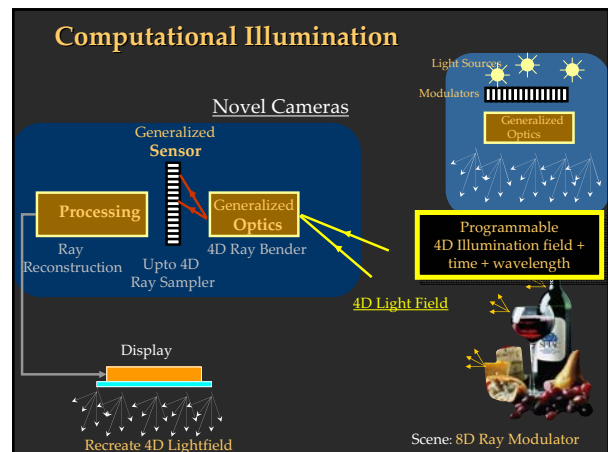 Computational Illumination
Light Sources
Modulators
Generalized
Optics
Novel Cameras
Generalized
Sensor
Processing
Generalized
Optics
Ray
Reconstruction
Upto 4D
Ray Sampler
4D Ray Bender
Programmable
4D Illumination field +
time + wavelength
4D Light Field
Display
Recreate 4D Lightfield
Scene: 8D Ray Modulator